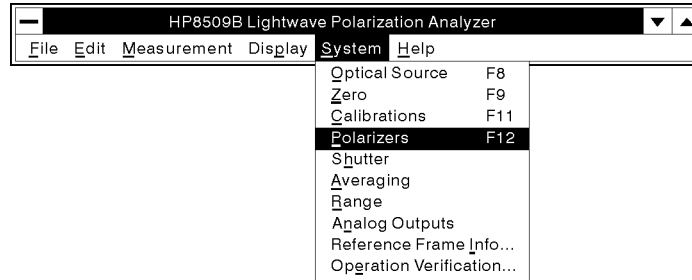 HP8509B Lightwave Polarization Analyzer
File Edit Measurement Display System Help
Optical Source F8
Zero F9
Calibrations F11
Polarizers F12
Shutter
Averaging
Range
Analog Outputs
Reference Frame Info...
Operation Verification...